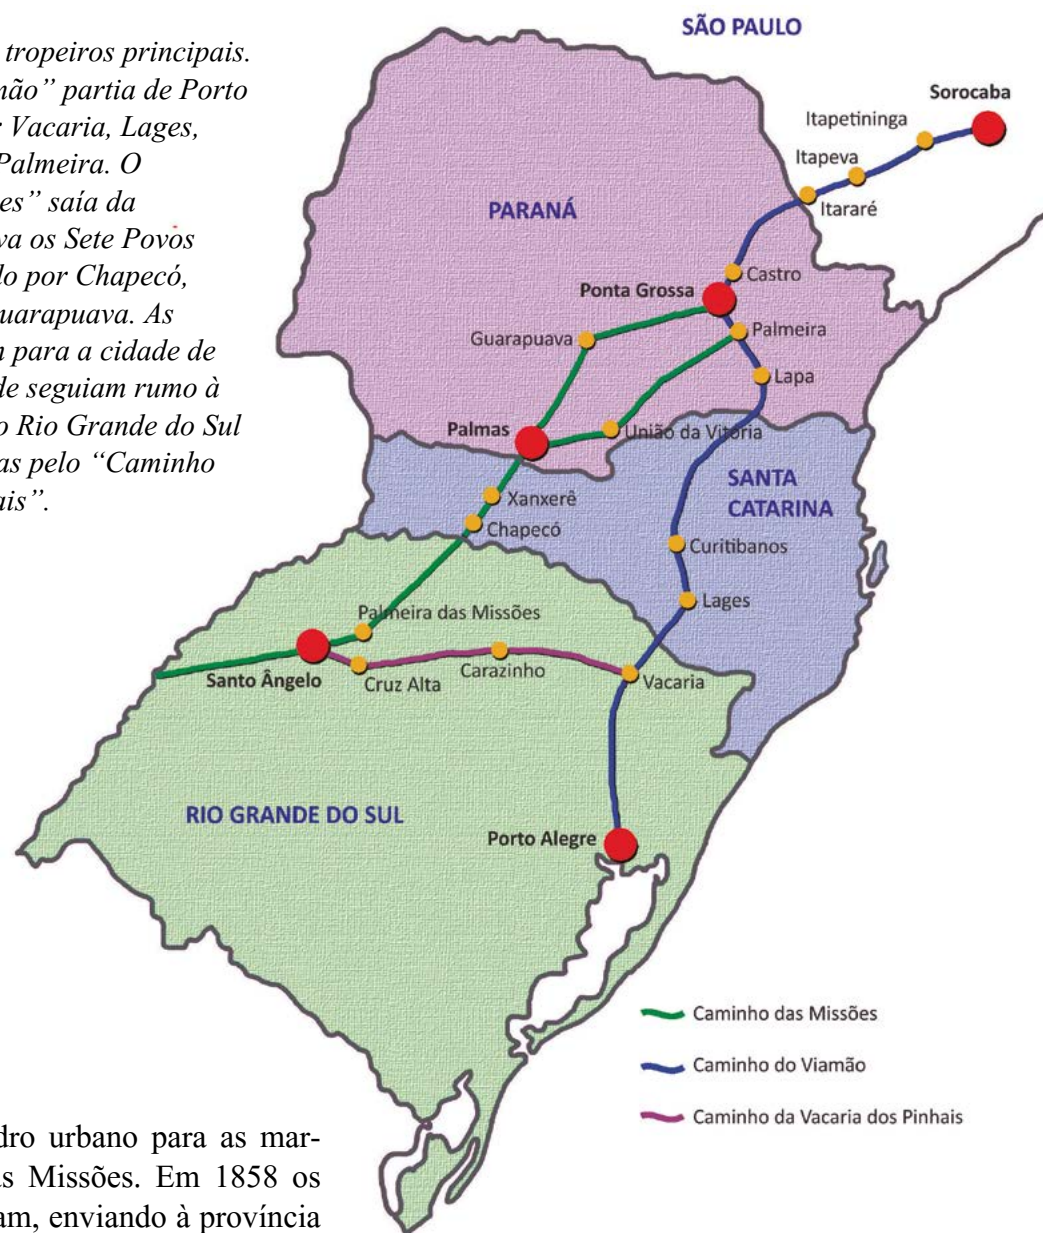 tropeiros principais.
não” partia de Porto
Vacaria, Lages,
Palmeira. O
es” saía da
va os Sete Povos
do por Chapecó,
uarapuava. As
m para a cidade de
de seguiam rumo à
o Rio Grande do Sul
as pelo “Caminho
ais”.
SÃO PAULO
Sorocaba
Itapetininga
Itapeva
Itararé
PARANÁ
Castro
Ponta Grossa
Guarapuava
Palmeira
Lapa
Palmas
União da Vitória
SANTA
CATARINA
Xanxerê
Chapecó
Curitibanos
Lages
Palmeira das Missões
Santo Ângelo
Cruz Alta
Carazinho
Vacaria
RIO GRANDE DO SUL
Porto Alegre
Caminho das Missões
Caminho do Viamão
Caminho da Vacaria dos Pinhais
dro urbano para as mar-
as Missões. Em 1858 os
am, enviando à província